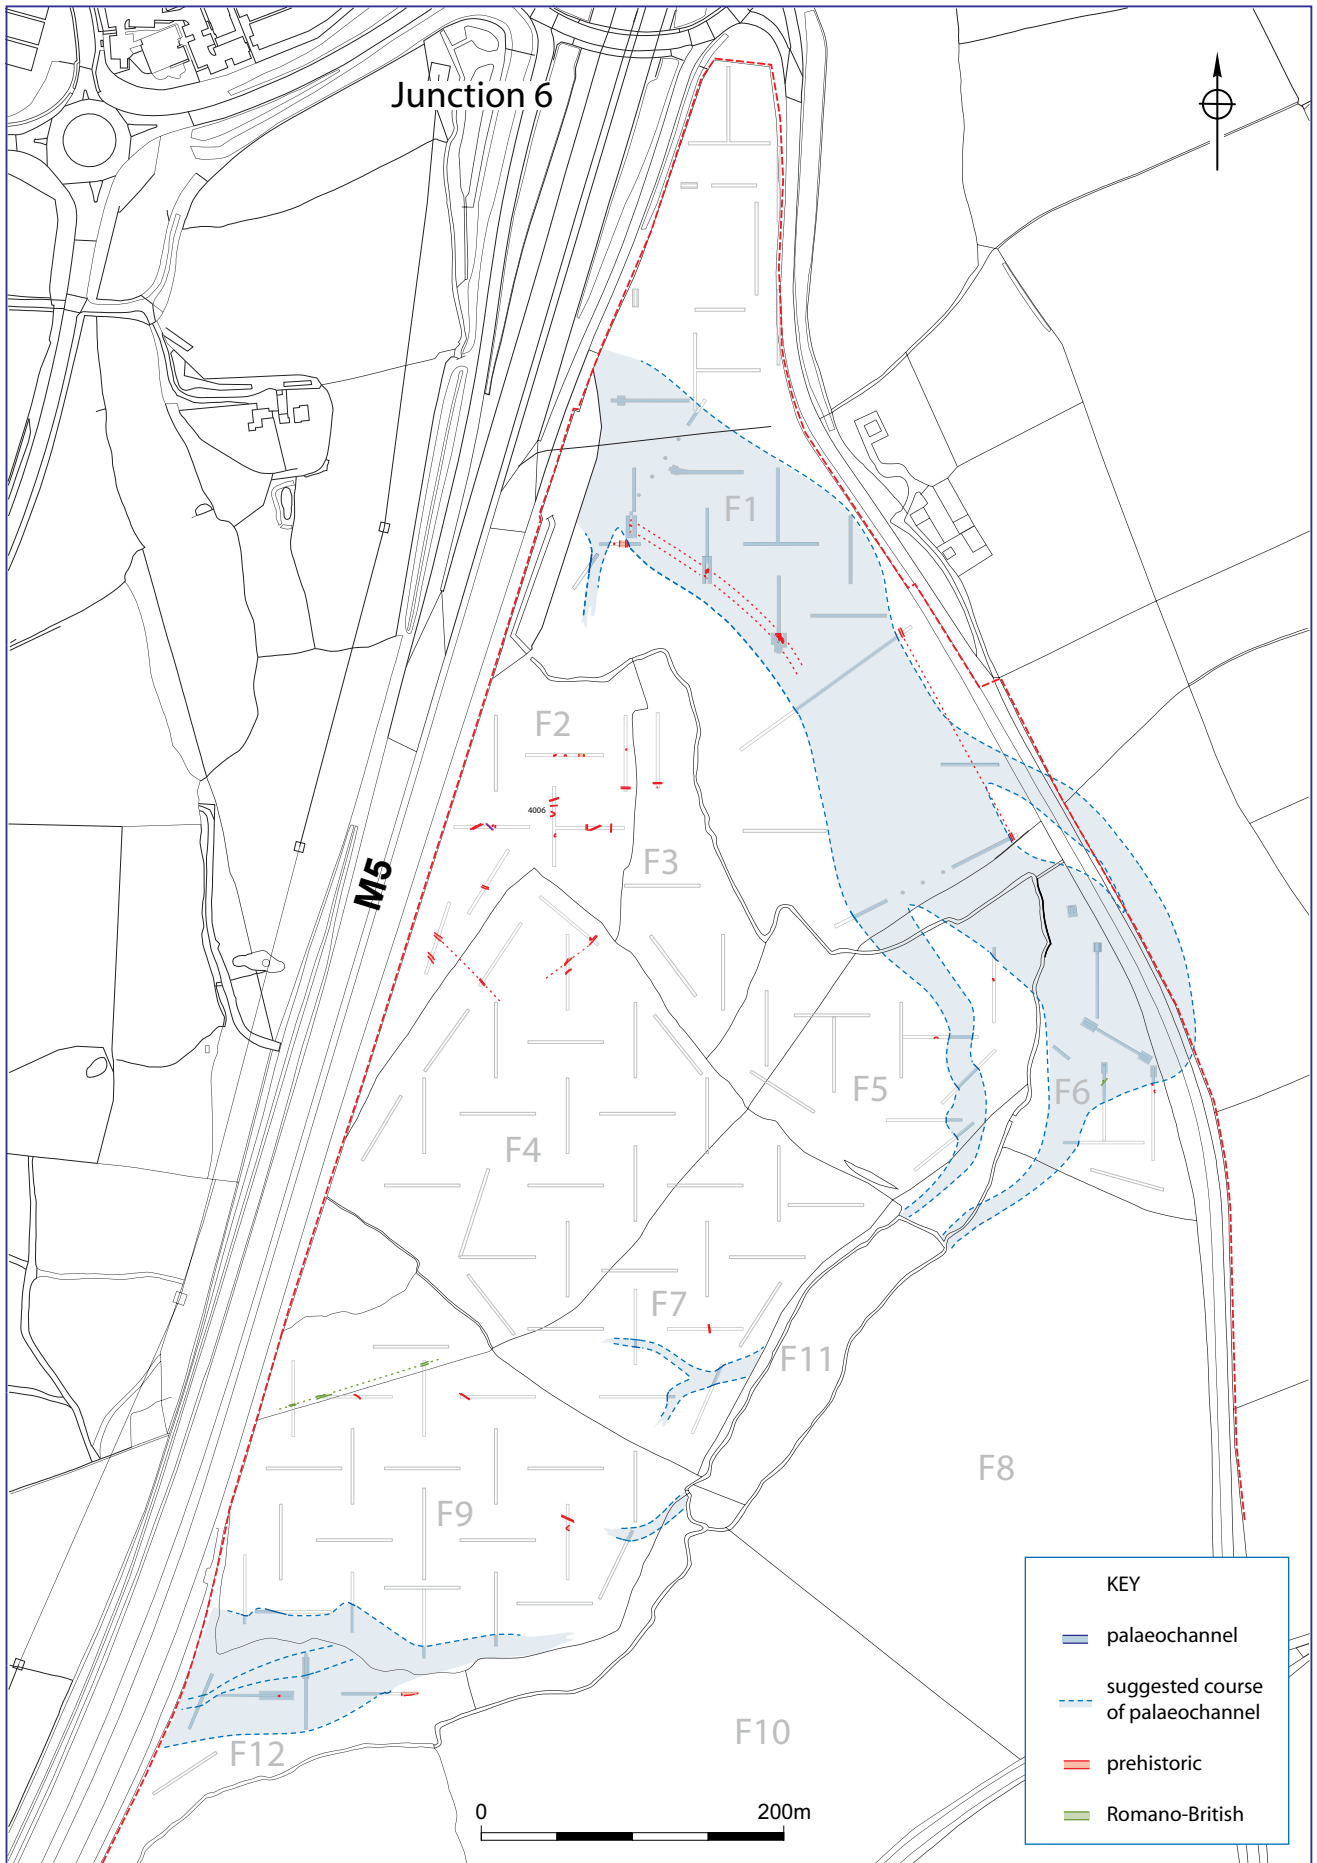 Junction 6
F1
F2
4006
F3
M5
F5
F6
F4
F7
F11
F8
F9
F10
F12
0 200m
KEY
palaeochannel
suggested course
of palaeochannel
prehistoric
Romano-British